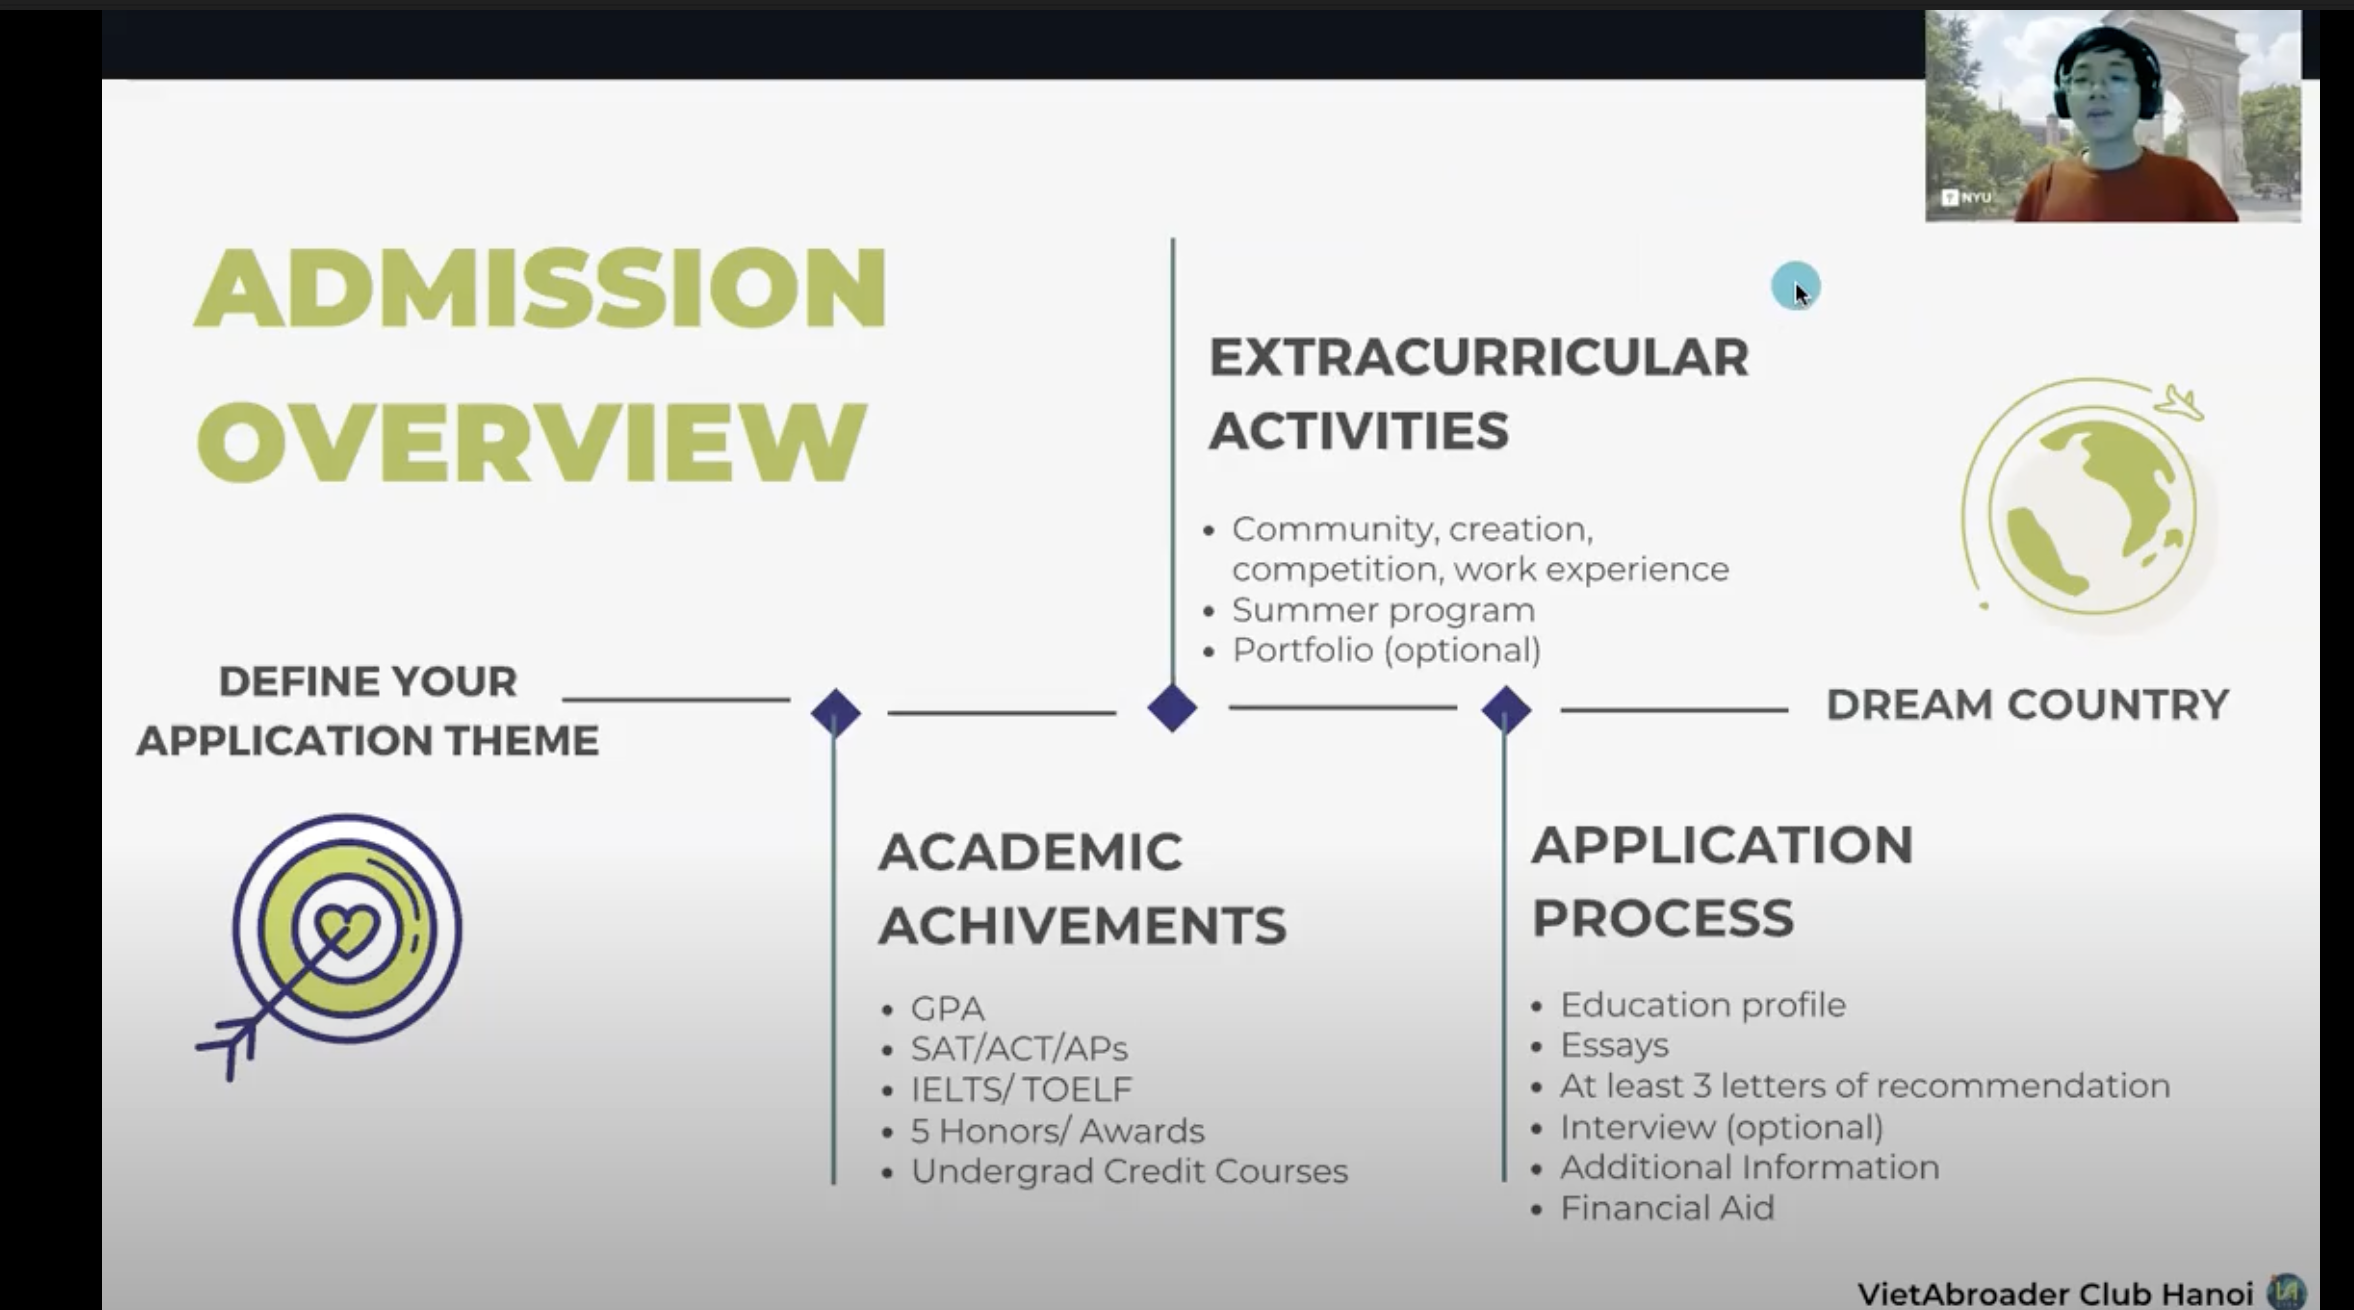 NYU
ADMISSION
OVERVIEW
EXTRACURRICULAR
ACTIVITIES
• Community, creation,
competition, work experience
• Summer program
• Portfolio (optional)
DEFINE YOUR
APPLICATION THEME
DREAM COUNTRY
ACADEMIC
ACHIVEMENTS
• GPA
• SAT/ACT/APs
• IELTS/ TOELF
• 5 Honors/ Awards
• Undergrad Credit Courses
APPLICATION
PROCESS
• Education profile
• Essays
• At least 3 letters of recommendation
• Interview (optional)
• Additional Information
• Financial Aid
VietAbroader Club Hanoi